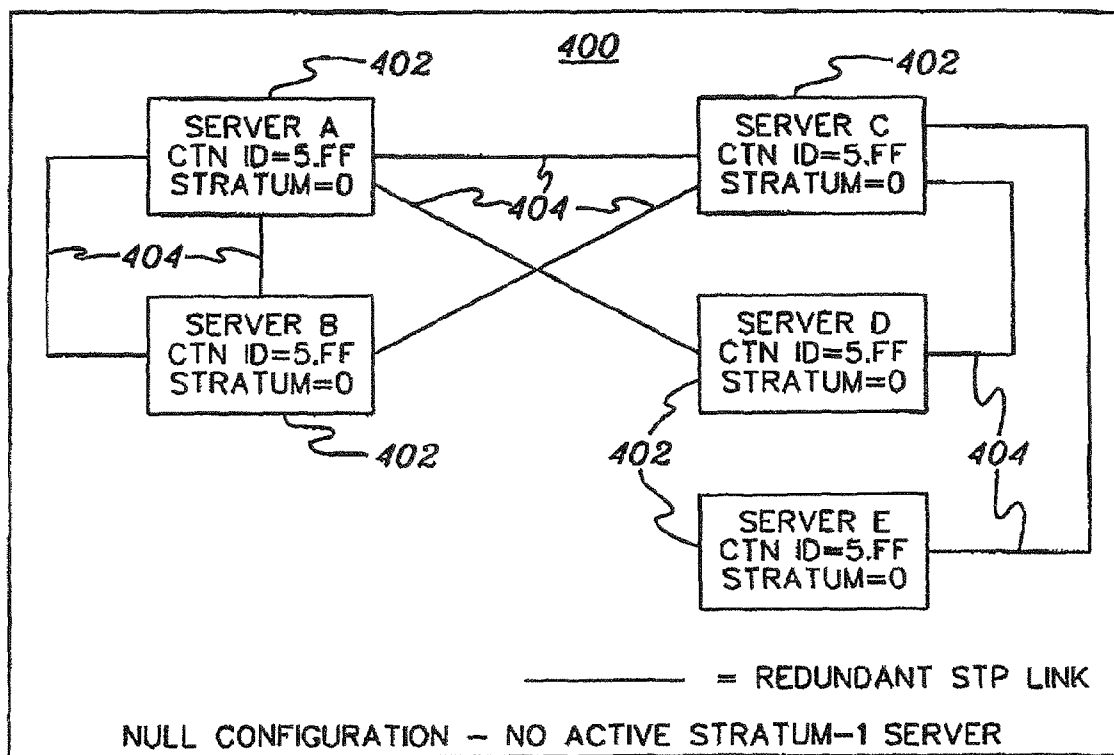 400
402
402
SERVER A
CTN ID=5.FF
STRATUM=0
SERVER C
CTN ID=5.FF
STRATUM=0
404
404
SERVER B
CTN ID=5.FF
STRATUM=0
SERVER D
CTN ID=5.FF
STRATUM=0
402
402
404
SERVER E
CTN ID=5.FF
STRATUM=0
= REDUNDANT STP LINK
NULL CONFIGURATION – NO ACTIVE STRATUM–1 SERVER